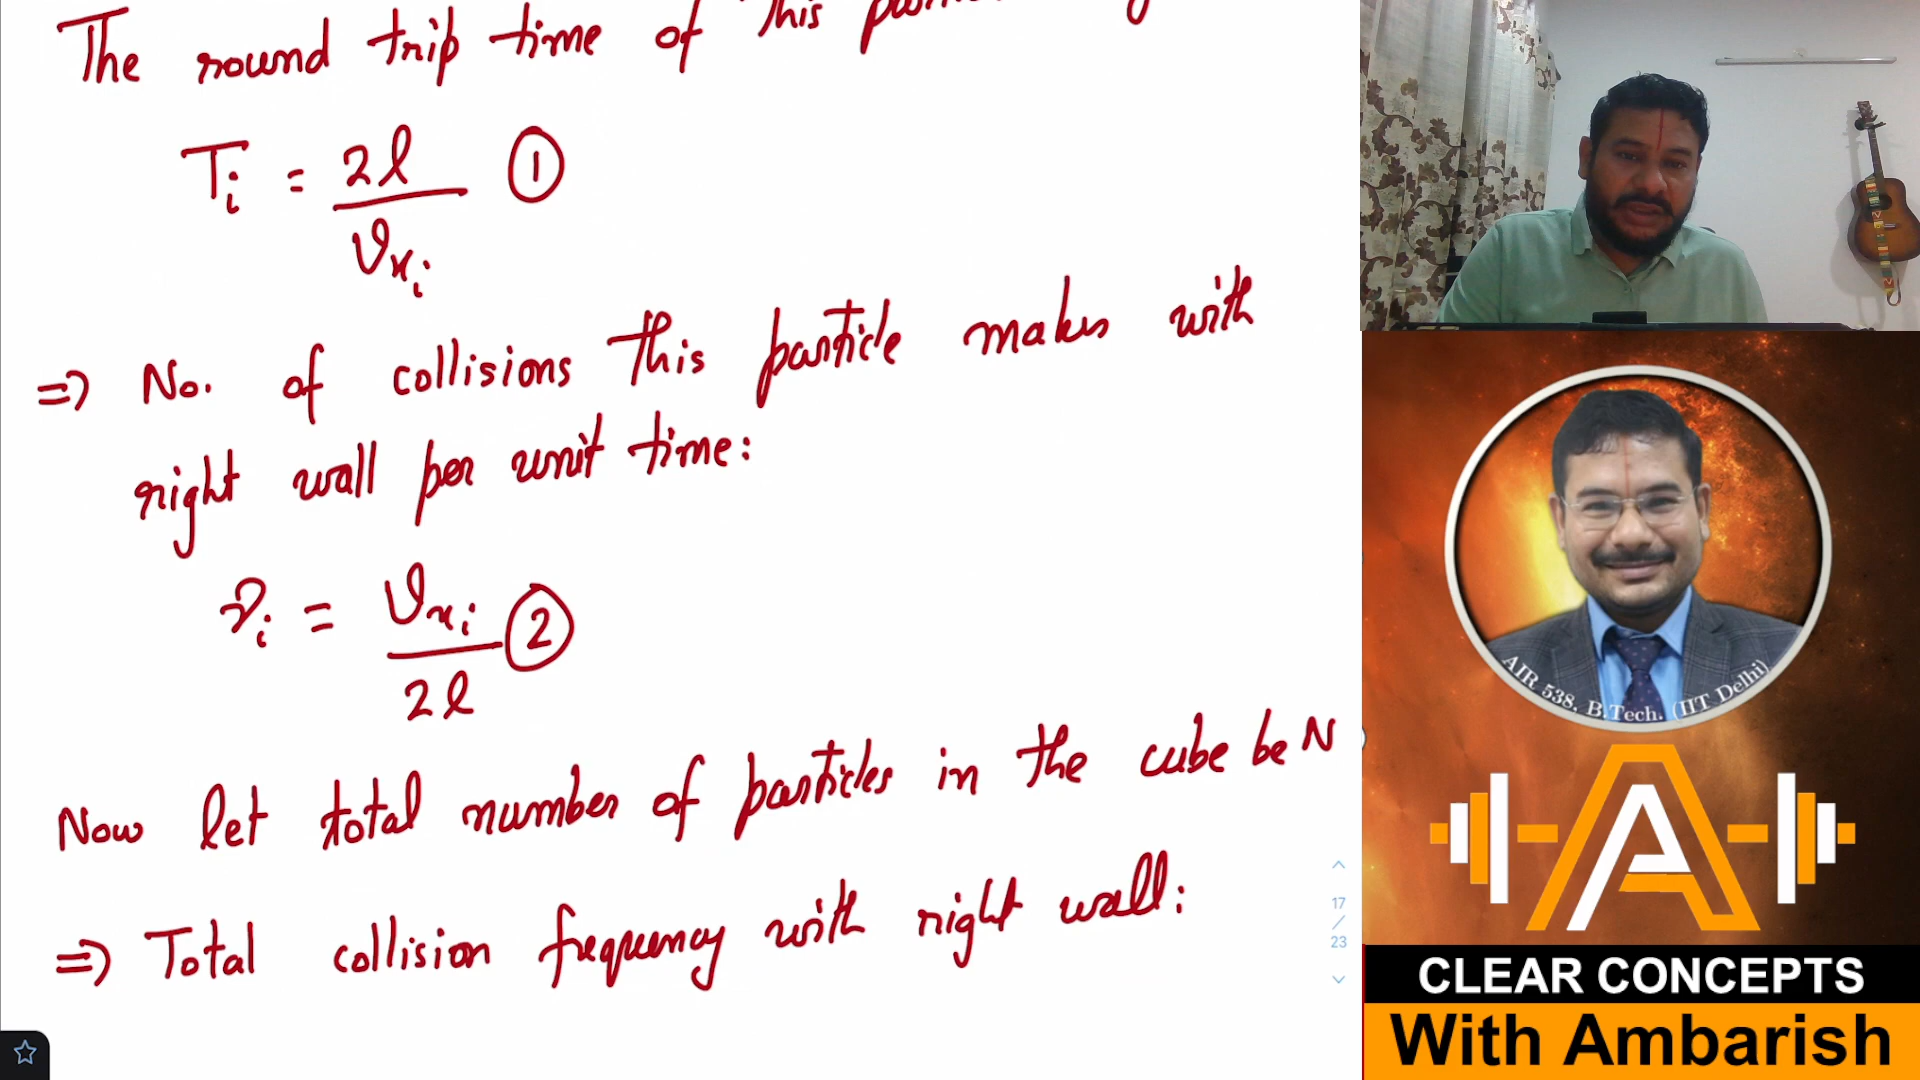 The round trip time of this
Tᵢ = 2l / vₓᵢ ①
=> No. of collisions this particle makes with
right wall per unit time:
νᵢ = vₓᵢ / 2l ②
Now let total number of particles in the cube be N
=> Total collision frequency with right wall:
17
/
23
AIR 538, B.Tech. (IIT Delhi)
A
CLEAR CONCEPTS
With Ambarish